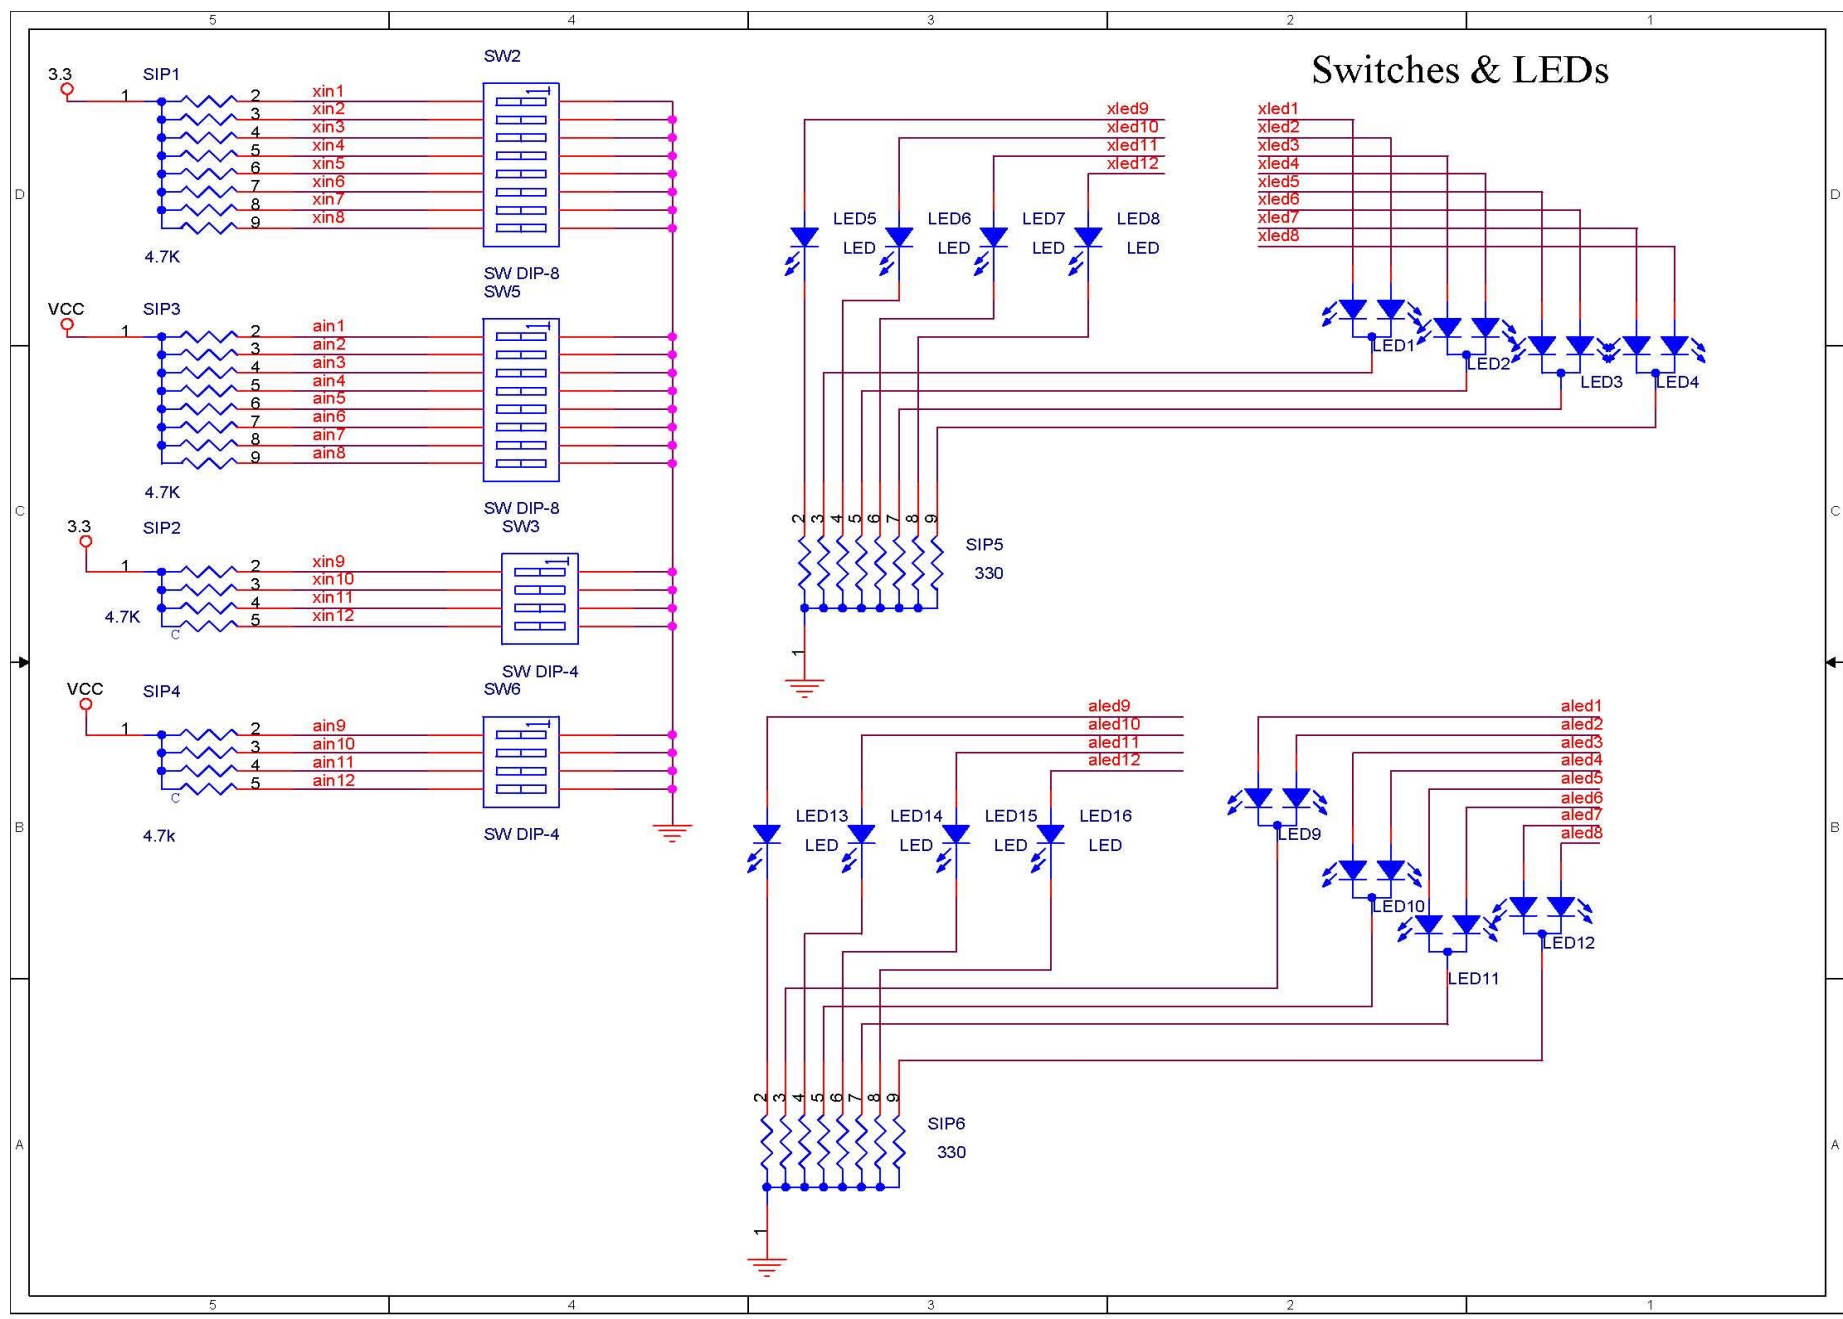 5 4 3 2 1
Switches & LEDs
D D
C C
B B
A A
3.3
SIP1
1
2
3
4
5
6
7
8
9
xin1
xin2
xin3
xin4
xin5
xin6
xin7
xin8
4.7K
SW2
1
SW DIP-8
VCC
SIP3
1
2
3
4
5
6
7
8
9
ain1
ain2
ain3
ain4
ain5
ain6
ain7
ain8
4.7K
SW5
1
SW DIP-8
3.3
SIP2
1
2
3
4
5
xin9
xin10
xin11
xin12
4.7K
C
SW3
1
SW DIP-4
VCC
SIP4
1
2
3
4
5
ain9
ain10
ain11
ain12
C
4.7k
SW6
1
SW DIP-4
xled9
xled10
xled11
xled12
LED5
LED
LED6
LED
LED7
LED
LED8
LED
xled1
xled2
xled3
xled4
xled5
xled6
xled7
xled8
LED1
LED2
LED3
LED4
2 3 4 5 6 7 8 9
SIP5
330
1
aled9
aled10
aled11
aled12
LED13
LED
LED14
LED
LED15
LED
LED16
LED
aled1
aled2
aled3
aled4
aled5
aled6
aled7
aled8
LED9
LED10
LED11
LED12
2 3 4 5 6 7 8 9
SIP6
330
1
5 4 3 2 1